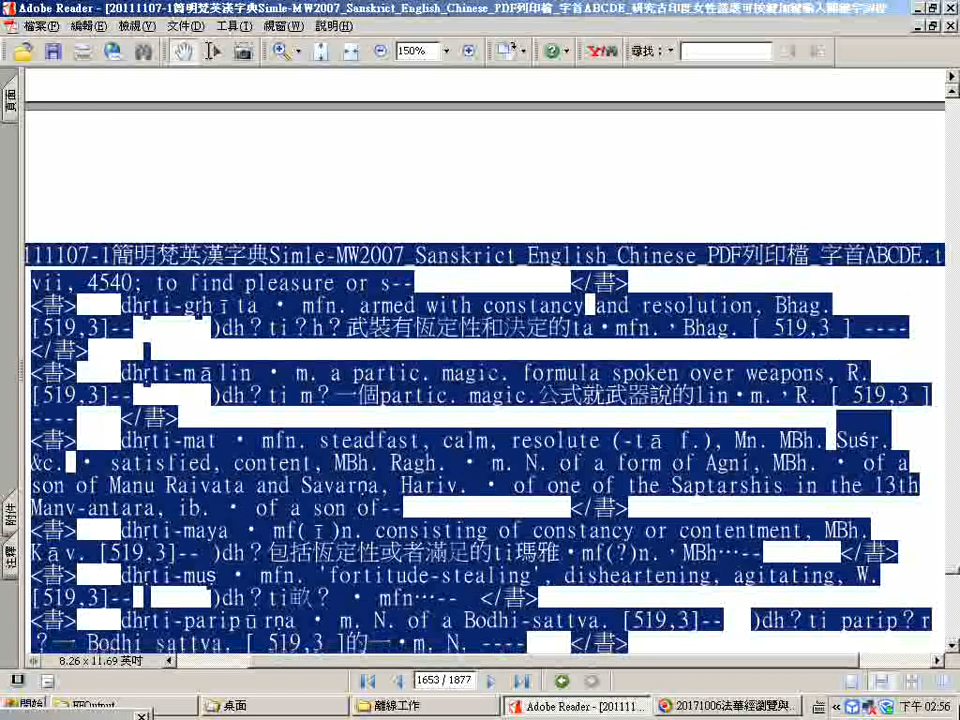 Adobe Reader - [20111107-1簡明梵英漢字典Simle-MW2007_Sanskrict_English_Chinese_PDF列印檔_字首ABCDE_研究古印度女性議題可按鍵加鍵輸入關鍵字
檔案(F) 編輯(E) 檢視(V) 文件(D) 工具(T) 視窗(W) 說明(H)
150% 尋找:
頁面
附件
註釋
111107-1簡明梵英漢字典Simle-MW2007_Sanskrict_English_Chinese_PDF列印檔_字首ABCDE.t
vii, 4540; to find pleasure or s-- </書>
<書> dhṛti-gṛhīta • mfn. armed with constancy and resolution, Bhag.
[519,3]-- )dh？ti？h？武裝有恆定性和決定的ta•mfn.，Bhag. [ 519,3 ] ----
</書>
<書> dhṛti-mālin • m. a partic. magic. formula spoken over weapons, R.
[519,3]-- )dh？ti m？一個partic. magic.公式就武器說的lin•m.，R. [ 519,3 ]
---- </書>
<書> dhṛti-mat • mfn. steadfast, calm, resolute (-tā f.), Mn. MBh. Suśr.
&c. • satisfied, content, MBh. Ragh. • m. N. of a form of Agni, MBh. • of a
son of Manu Raivata and Savarṇa, Hariv. • of one of the Saptarshis in the 13th
Manv-antara, ib. • of a son of-- </書>
<書> dhṛti-maya • mf(ī)n. consisting of constancy or contentment, MBh.
Kāv. [519,3]-- )dh？包括恆定性或者滿足的ti瑪雅•mf(?)n.，MBh…-- </書>
<書> dhṛti-muṣ • mfn. 'fortitude-stealing', disheartening, agitating, W.
[519,3]-- )dh？ti畝？ • mfn…-- </書>
<書> dhṛti-paripūrṇa • m. N. of a Bodhi-sattva. [519,3]-- )dh？ti parip？r
？一 Bodhi sattva. [ 519,3 ]的一•m. N. ---- </書>
8.26 x 11.69 英吋
1653 / 1877
開始 桌面 離線工作 Adobe Reader - [201111... 20171006法華經瀏覽與... 下午 02:56